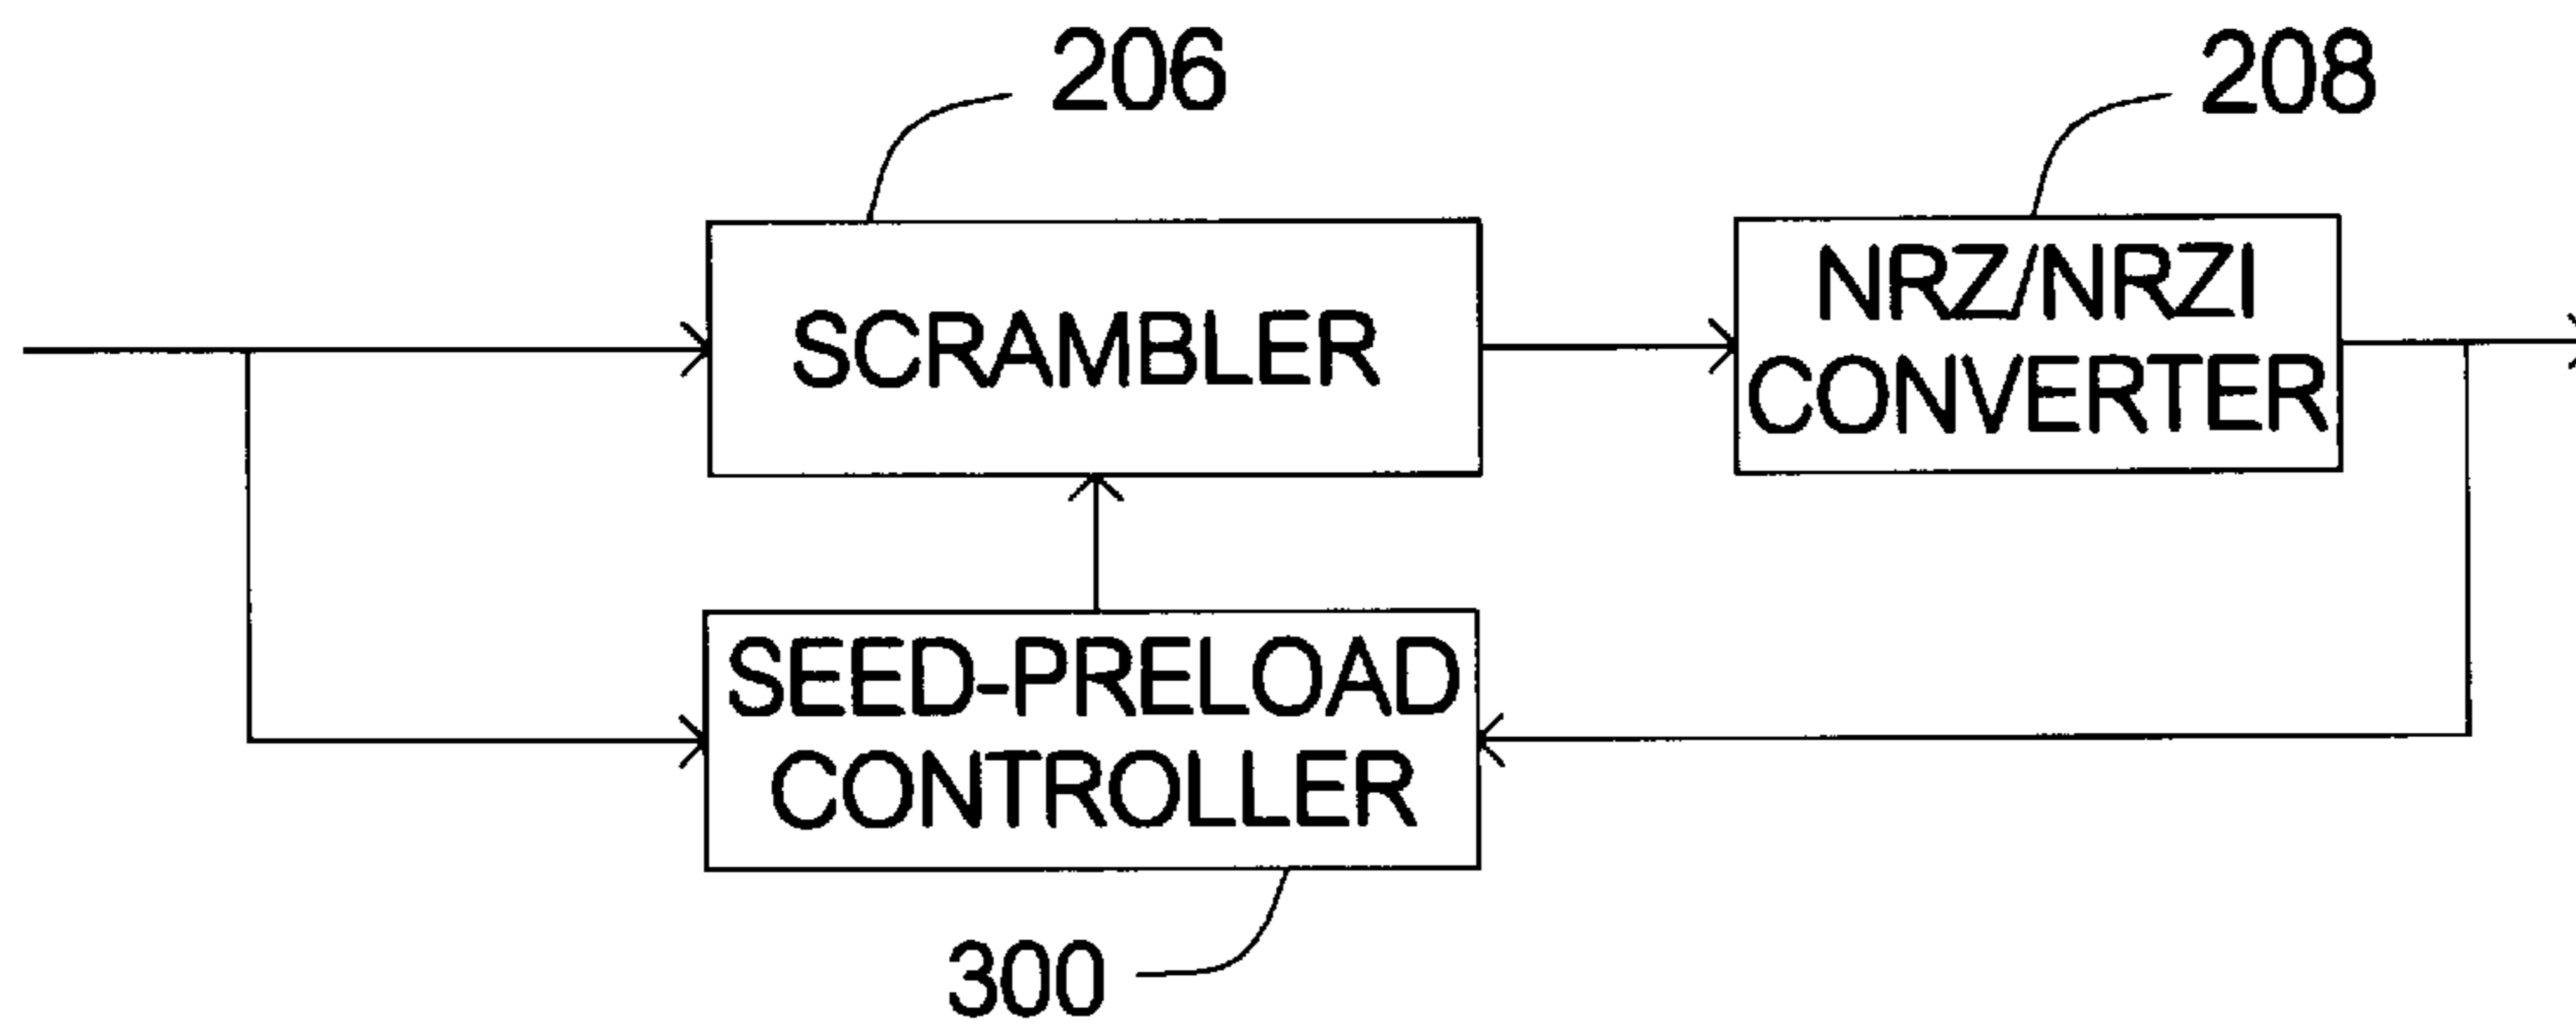 206
208
SCRAMBLER
NRZ/NRZI
CONVERTER
SEED-PRELOAD
CONTROLLER
300